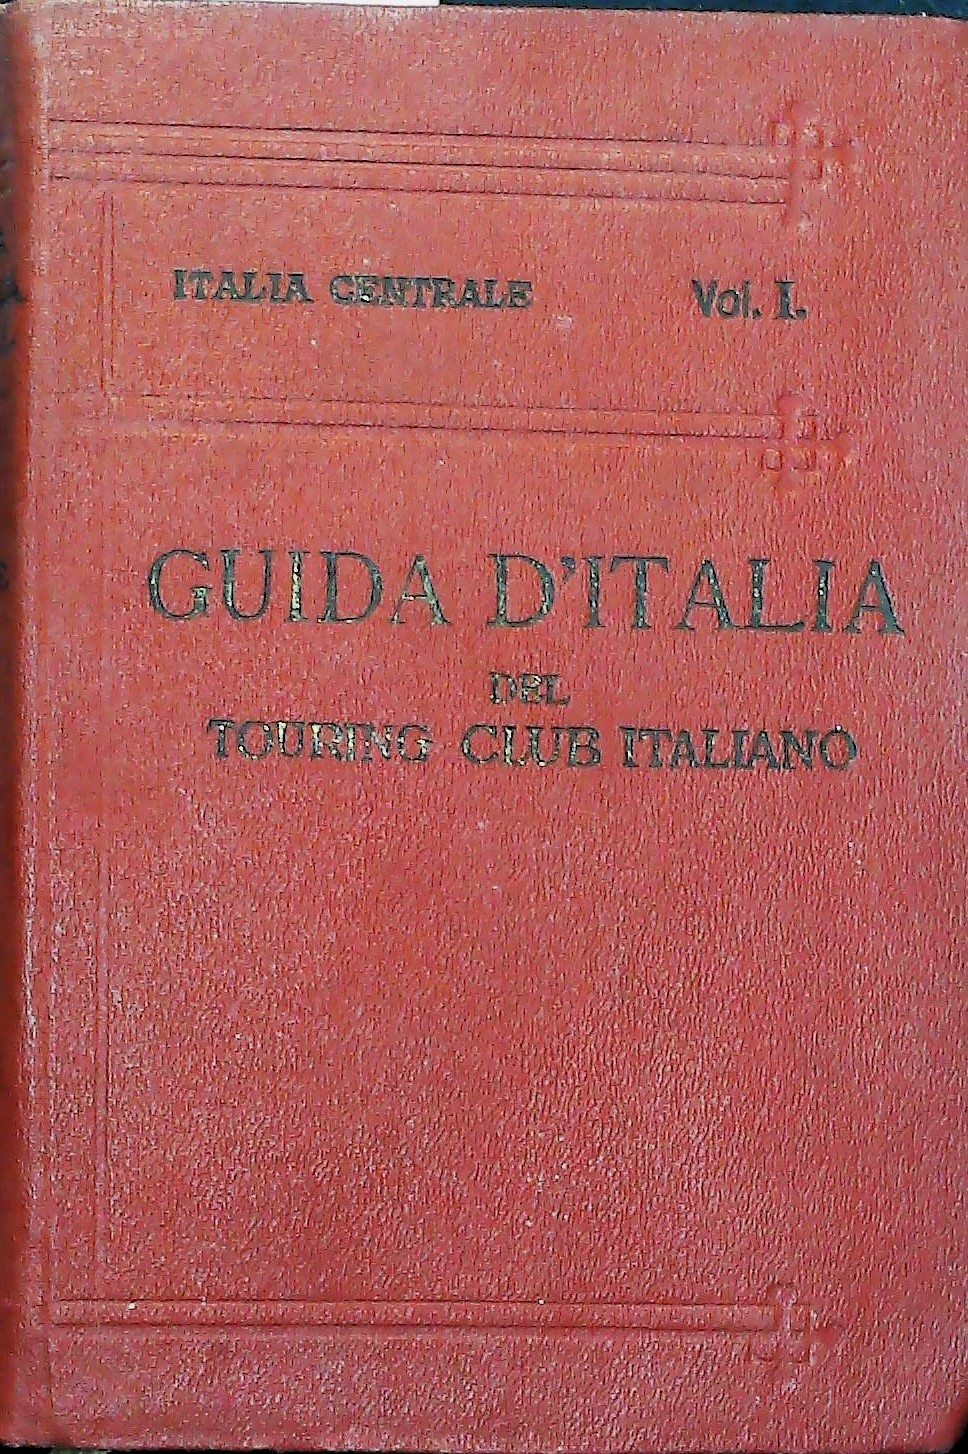 ITALIA CENTRALE Vol. I.
GUIDA D'ITALIA
DEL
TOURING CLUB ITALIANO